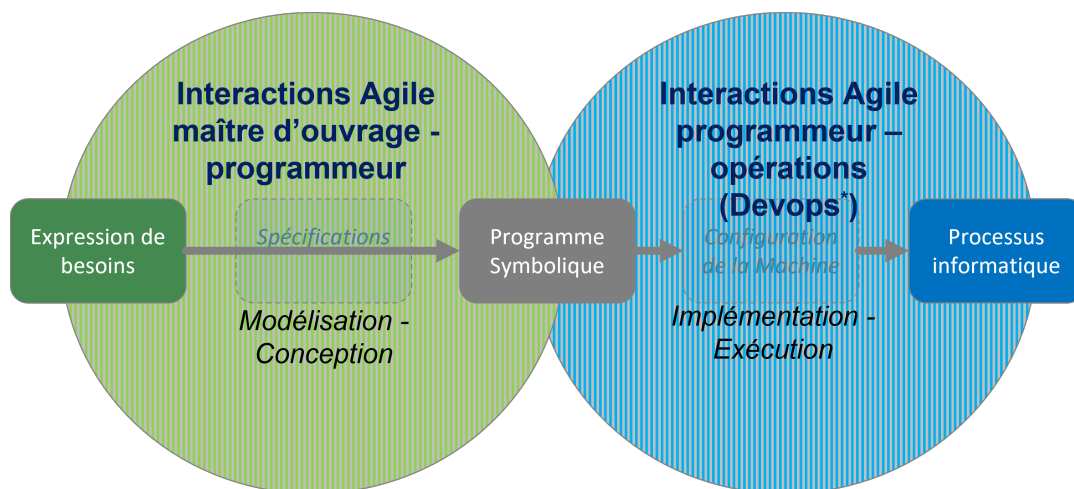 Interactions Agile
maître d'ouvrage -
programmeur
Interactions Agile
programmeur –
opérations
(Devops*)
Expression de
besoins
Spécifications
Programme
Symbolique
Configuration
de la Machine
Processus
informatique
Modélisation -
Conception
Implémentation -
Exécution